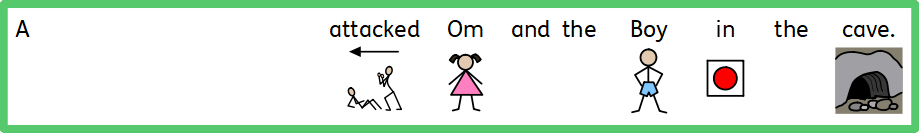 A attacked Om and the Boy in the cave.